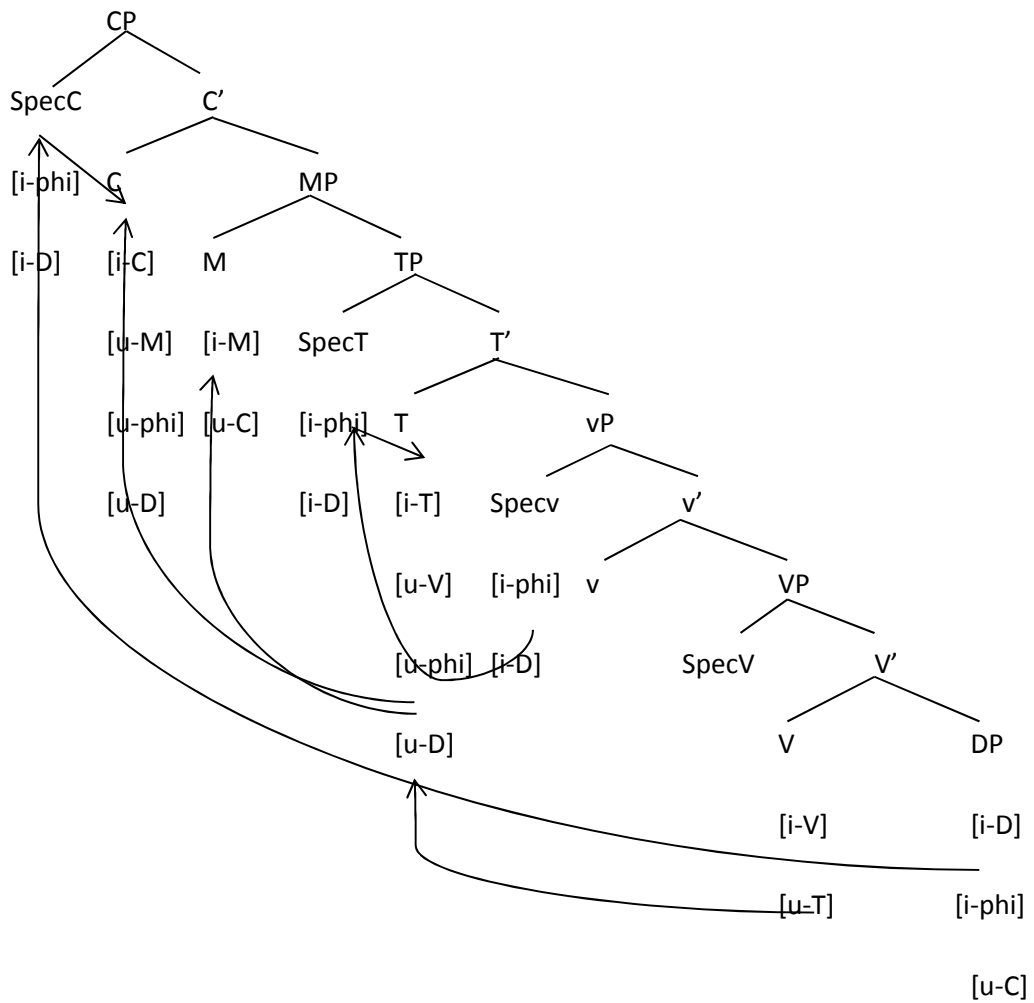 CP
SpecC C’
[i-phi] C MP
[i-D] [i-C] M TP
[u-M] [i-M] SpecT T’
[u-phi] [u-C] [i-phi] T vP
[u-D] [i-D] [i-T] Specv v’
[u-V] [i-phi] v VP
[u-phi] [i-D] SpecV V’
[u-D] V DP
[i-V] [i-D]
[u-T] [i-phi]
[u-C]